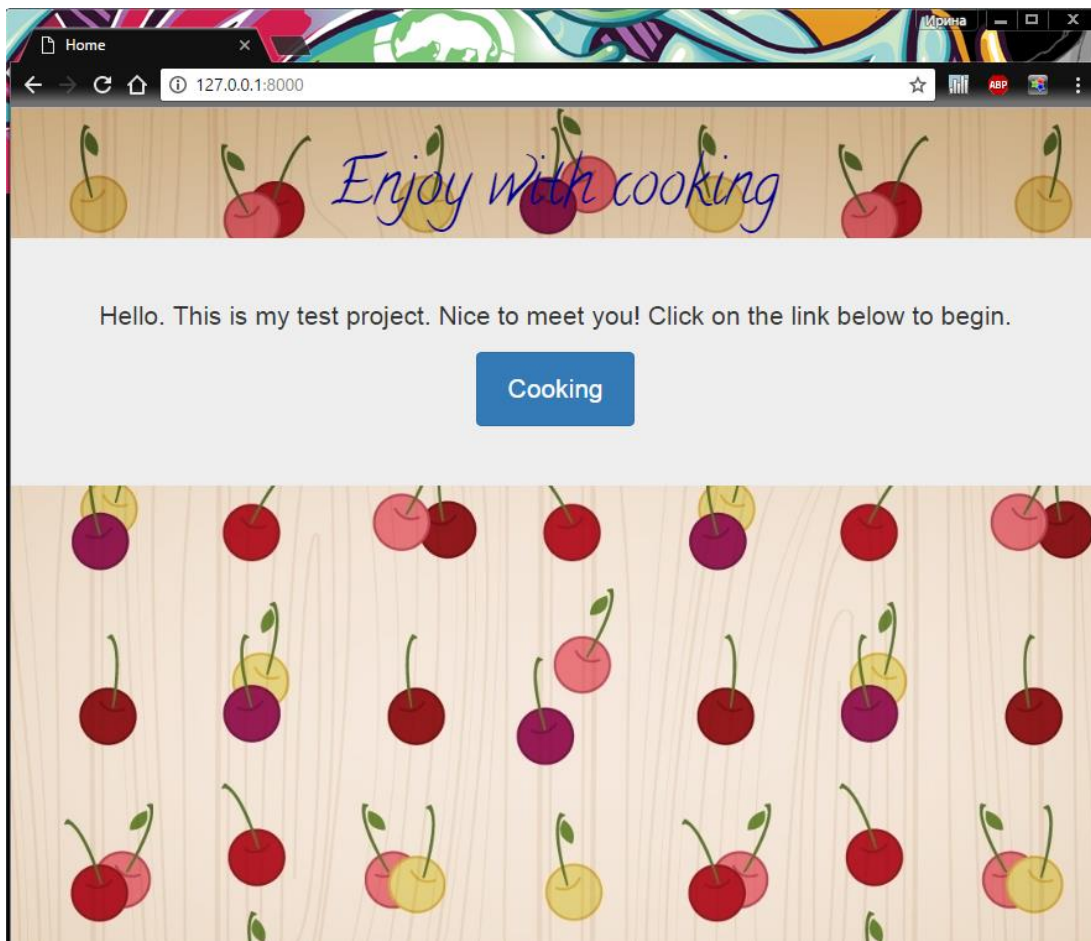 Ирина
Home
127.0.0.1:8000
ABP
Enjoy with cooking
Hello. This is my test project. Nice to meet you! Click on the link below to begin.
Cooking